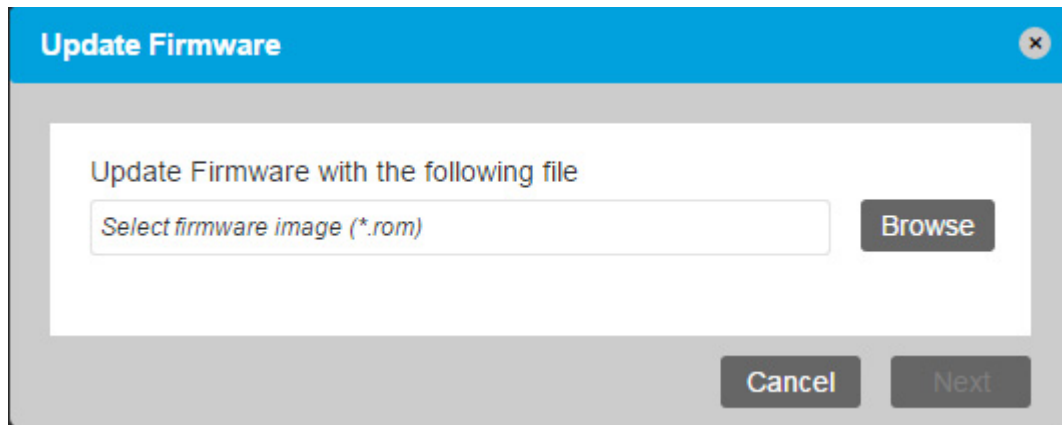 Update Firmware
Update Firmware with the following file
Select firmware image (*.rom)
Browse
Cancel
Next